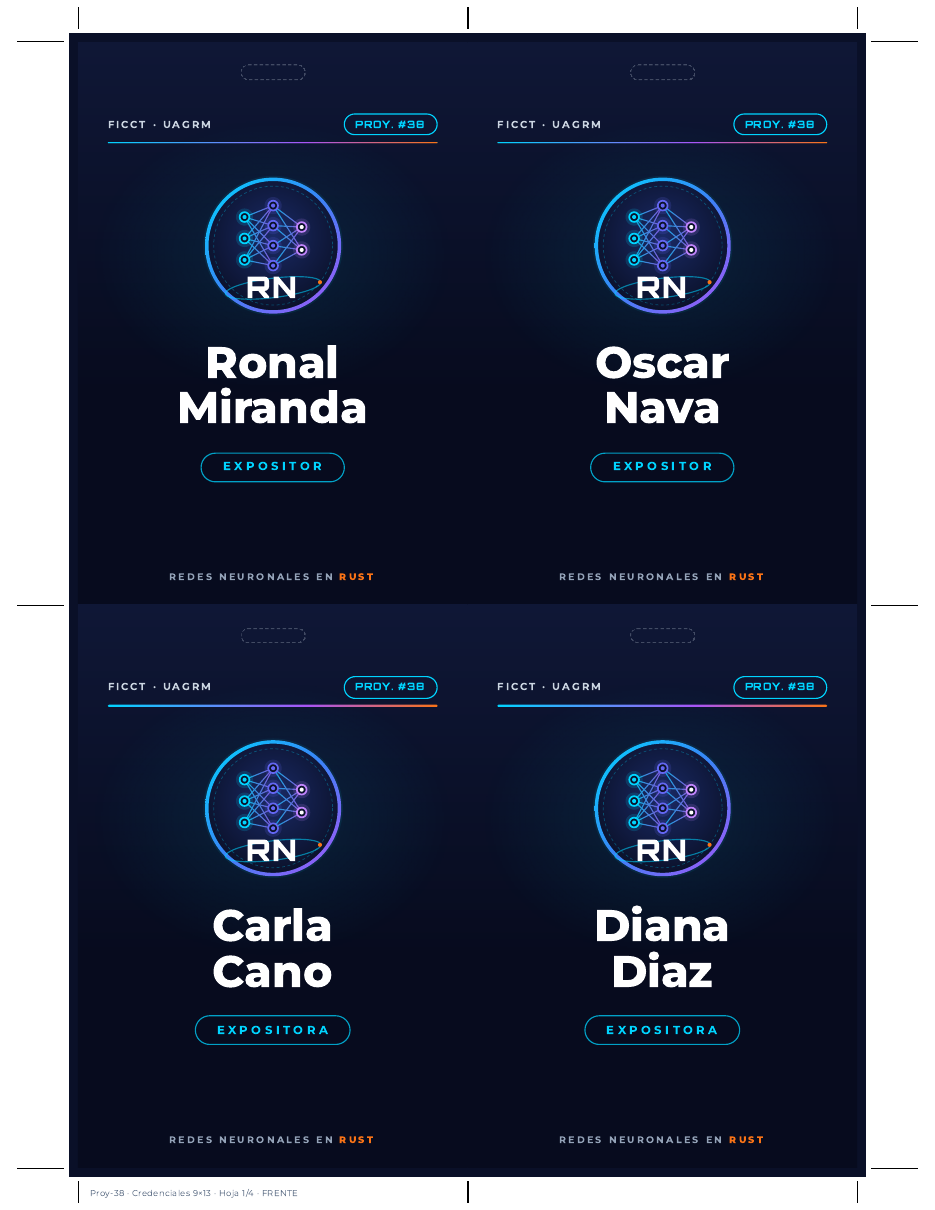 FICCT · UAGRM
PROY. #38
RN
Ronal
Miranda
EXPOSITOR
REDES NEURONALES EN RUST
FICCT · UAGRM
PROY. #38
RN
Oscar
Nava
EXPOSITOR
REDES NEURONALES EN RUST
FICCT · UAGRM
PROY. #38
RN
Carla
Cano
EXPOSITORA
REDES NEURONALES EN RUST
FICCT · UAGRM
PROY. #38
RN
Diana
Diaz
EXPOSITORA
REDES NEURONALES EN RUST
Proy-38 · Credenciales 9×13 · Hoja 1/4 · FRENTE